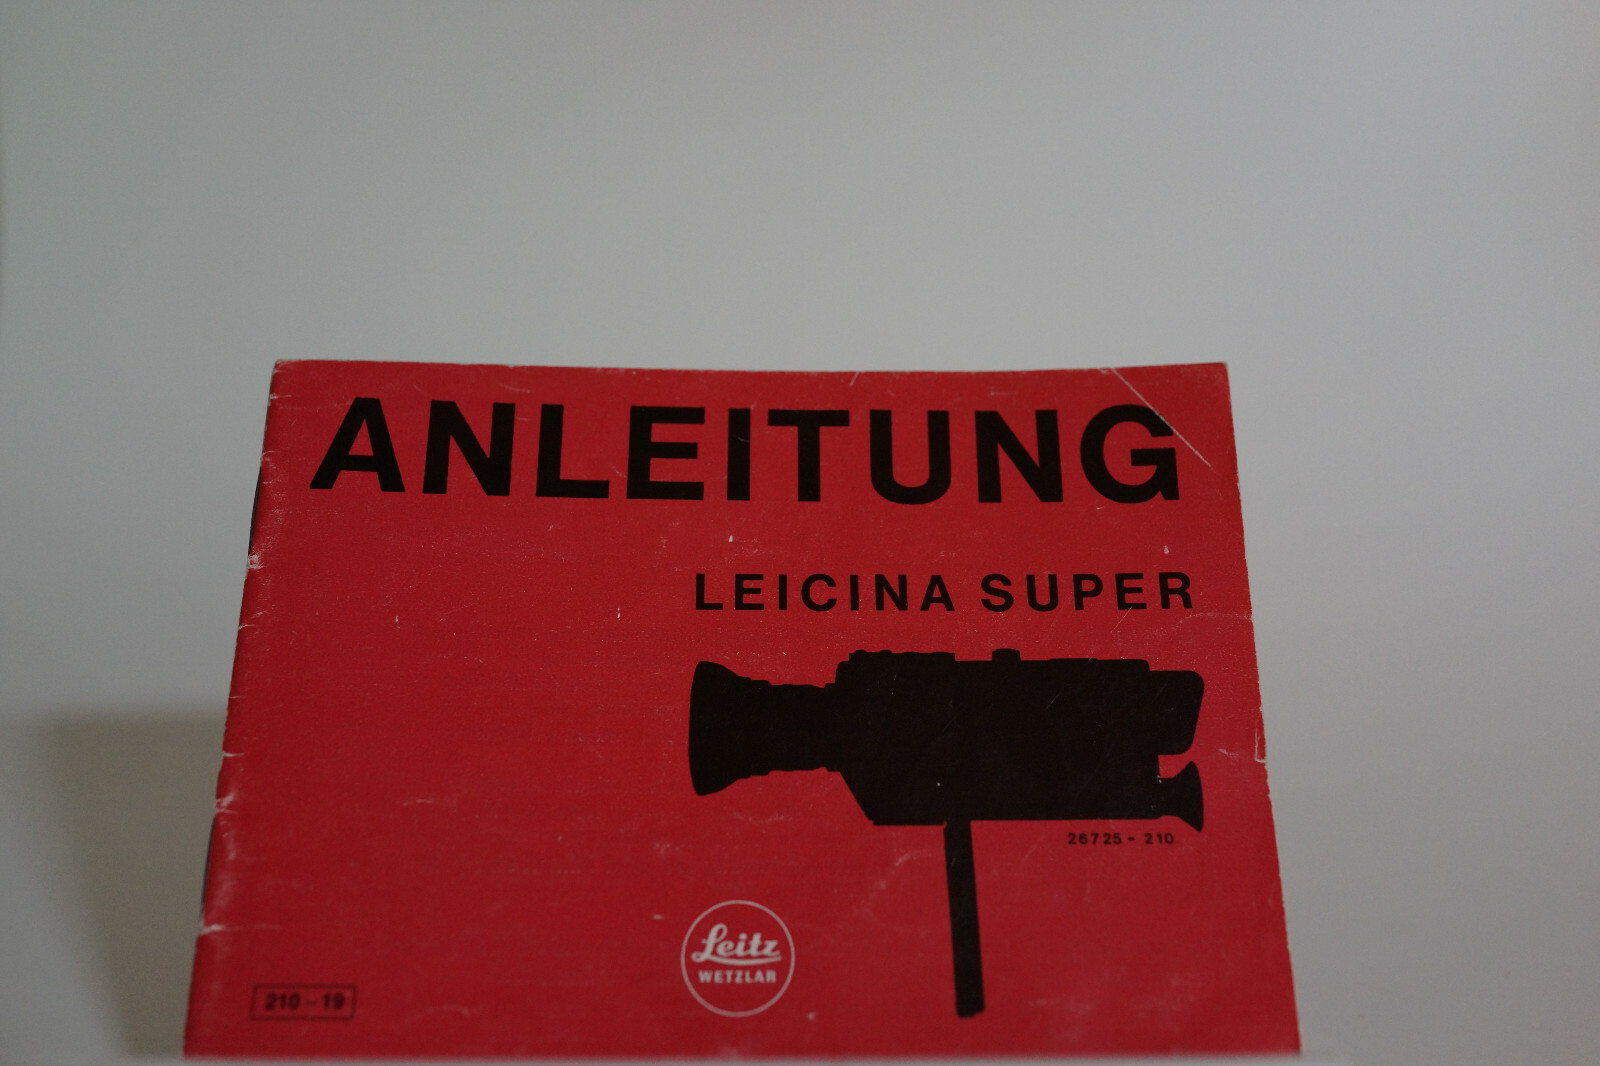 ANLEITUNG
LEICINA SUPER
26725 - 210
Leitz
WETZLAR
210 - 19